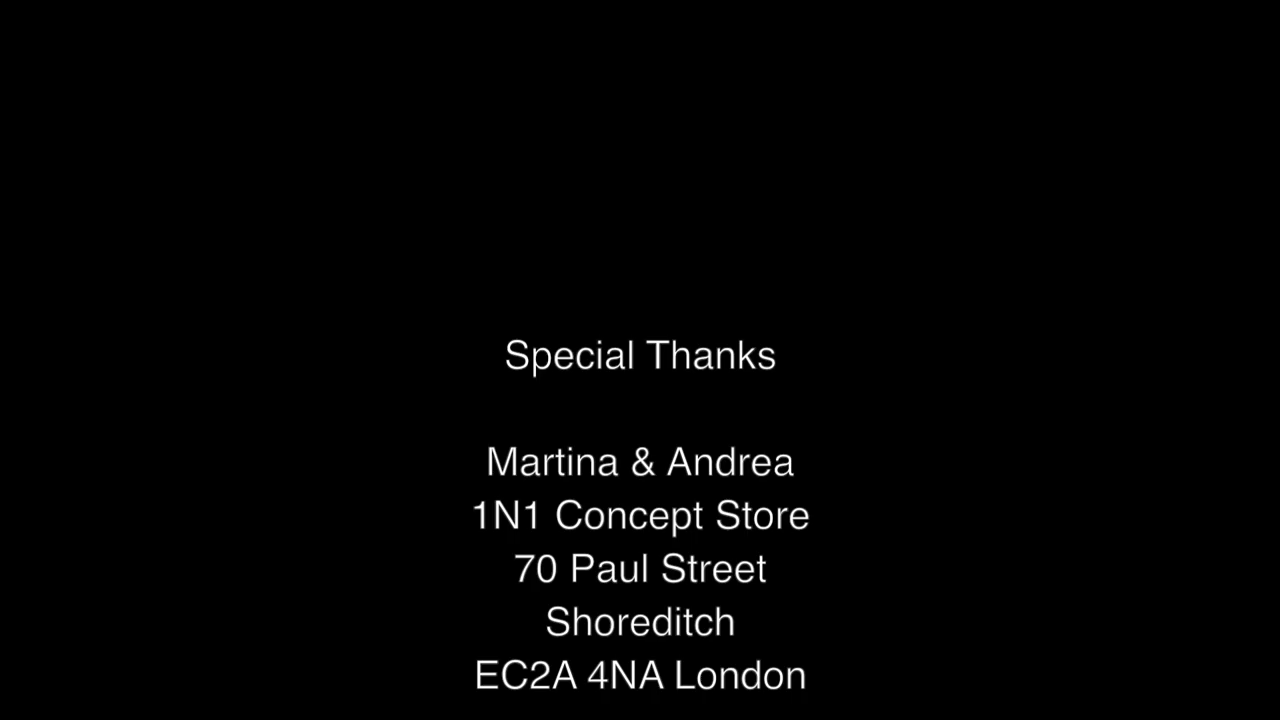 Special Thanks
Martina & Andrea
1N1 Concept Store
70 Paul Street
Shoreditch
EC2A 4NA London